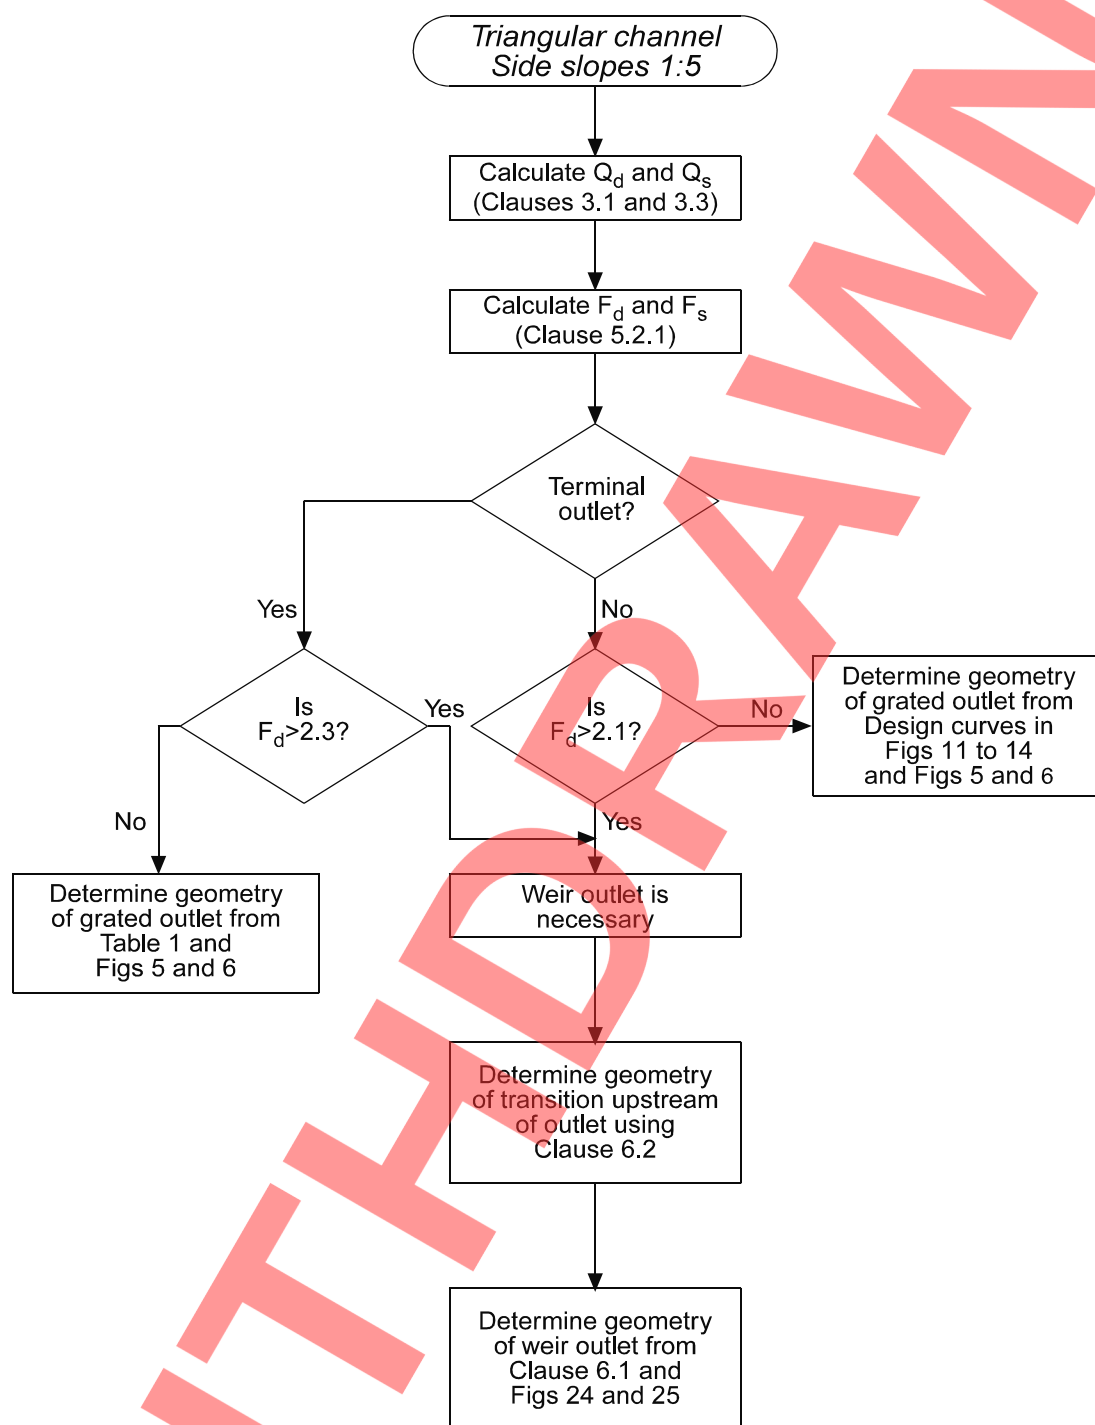 Triangular channel
Side slopes 1:5
Calculate Qd and Qs
(Clauses 3.1 and 3.3)
Calculate Fd and Fs
(Clause 5.2.1)
Terminal
outlet?
Yes
No
Is
Fd>2.3?
Yes
Is
Fd>2.1?
No
Determine geometry
of grated outlet from
Design curves in
Figs 11 to 14
and Figs 5 and 6
No
Yes
Determine geometry
of grated outlet from
Table 1 and
Figs 5 and 6
Weir outlet is
necessary
Determine geometry
of transition upstream
of outlet using
Clause 6.2
Determine geometry
of weir outlet from
Clause 6.1 and
Figs 24 and 25
ITHDRAWN